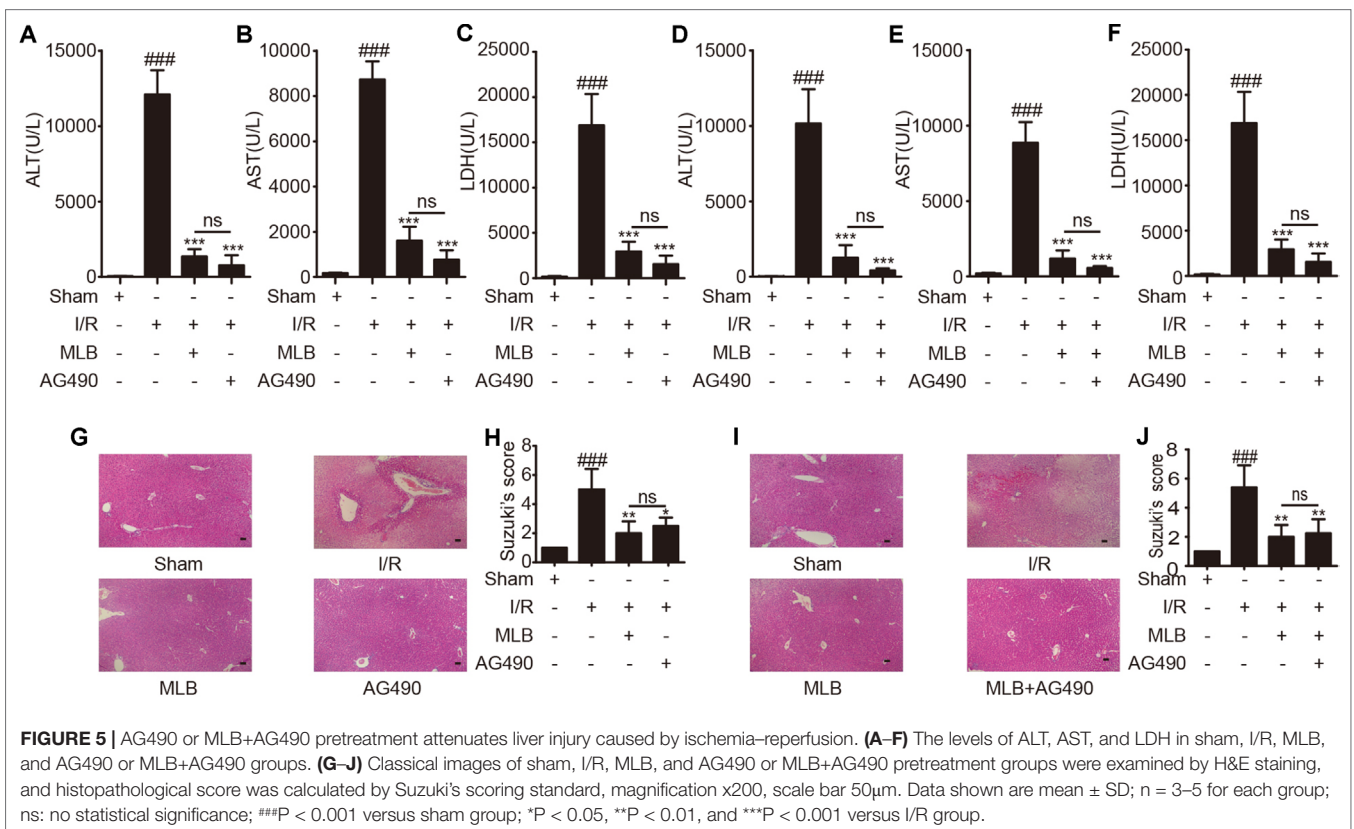 A
ALT(U/L)
15000
10000
5000
0
###
***
ns
***
Sham + - - -
I/R - + + +
MLB - - + -
AG490 - - - +
B
AST(U/L)
10000
8000
6000
4000
2000
0
###
***
ns
***
Sham + - - -
I/R - + + +
MLB - - + -
AG490 - - - +
C
LDH(U/L)
25000
20000
15000
10000
5000
0
###
***
ns
***
Sham + - - -
I/R - + + +
MLB - - + -
AG490 - - - +
D
ALT(U/L)
15000
10000
5000
0
###
***
ns
***
Sham + - - -
I/R - + + +
MLB - - + +
AG490 - - - +
E
AST(U/L)
15000
10000
5000
0
###
***
ns
***
Sham + - - -
I/R - + + +
MLB - - + +
AG490 - - - +
F
LDH(U/L)
25000
20000
15000
10000
5000
0
###
***
ns
***
Sham + - - -
I/R - + + +
MLB - - + +
AG490 - - - +
G
Sham
I/R
MLB
AG490
H
Suzuki's score
8
6
4
2
0
###
**
ns
*
Sham + - - -
I/R - + + +
MLB - - + -
AG490 - - - +
I
Sham
I/R
MLB
MLB+AG490
J
Suzuki's score
8
6
4
2
0
###
**
ns
**
Sham + - - -
I/R - + + +
MLB - - + +
AG490 - - - +
FIGURE 5 | AG490 or MLB+AG490 pretreatment attenuates liver injury caused by ischemia–reperfusion. (A–F) The levels of ALT, AST, and LDH in sham, I/R, MLB,
and AG490 or MLB+AG490 groups. (G–J) Classical images of sham, I/R, MLB, and AG490 or MLB+AG490 pretreatment groups were examined by H&E staining,
and histopathological score was calculated by Suzuki's scoring standard, magnification x200, scale bar 50μm. Data shown are mean ± SD; n = 3–5 for each group;
ns: no statistical significance; ###P < 0.001 versus sham group; *P < 0.05, **P < 0.01, and ***P < 0.001 versus I/R group.